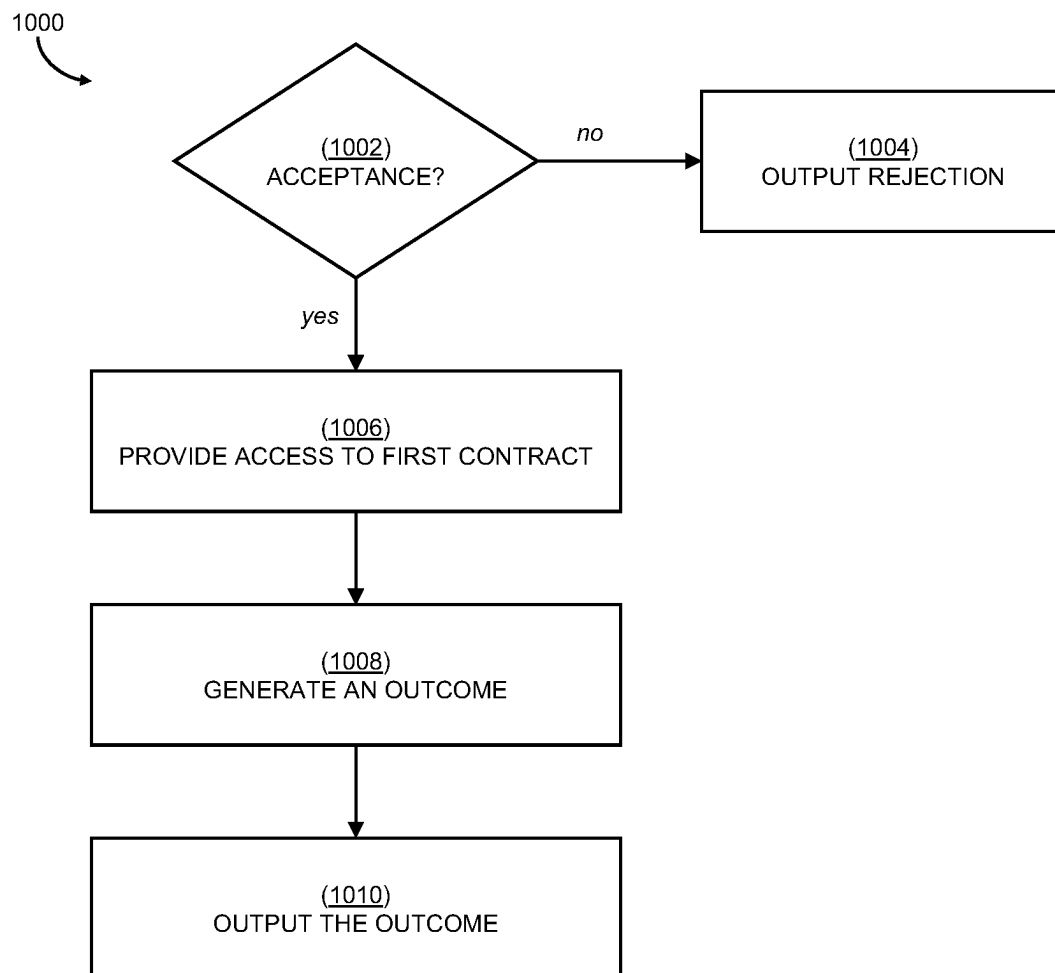 1000
(1002)
ACCEPTANCE?
no
(1004)
OUTPUT REJECTION
yes
(1006)
PROVIDE ACCESS TO FIRST CONTRACT
(1008)
GENERATE AN OUTCOME
(1010)
OUTPUT THE OUTCOME